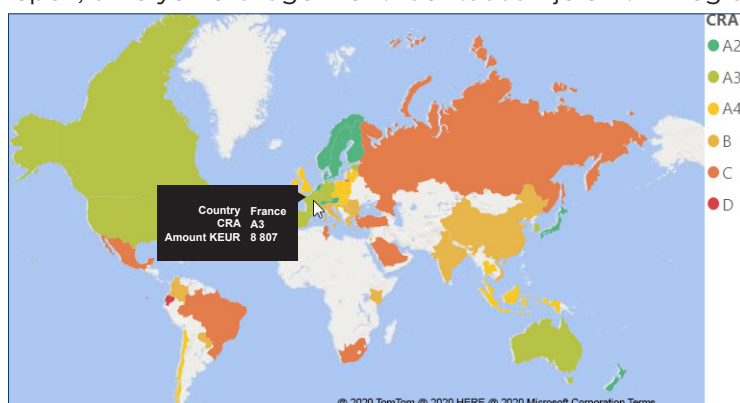 CRA
A2
A3
A4
B
C
D
Country France
CRA A3
Amount KEUR 8 807
© 2020 TomTom © 2020 HERE © 2020 Microsoft Corporation Terms